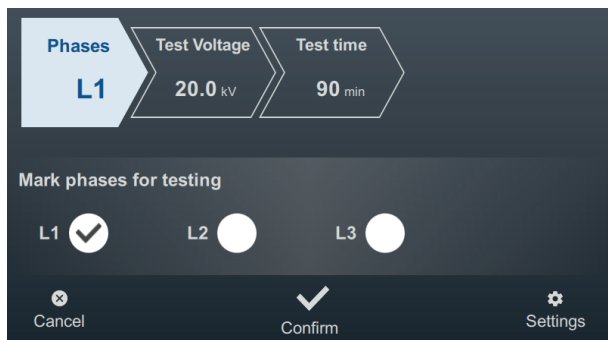 Phases Test Voltage Test time
L1 20.0 kV 90 min
Mark phases for testing
L1 L2 L3
Cancel Confirm Settings